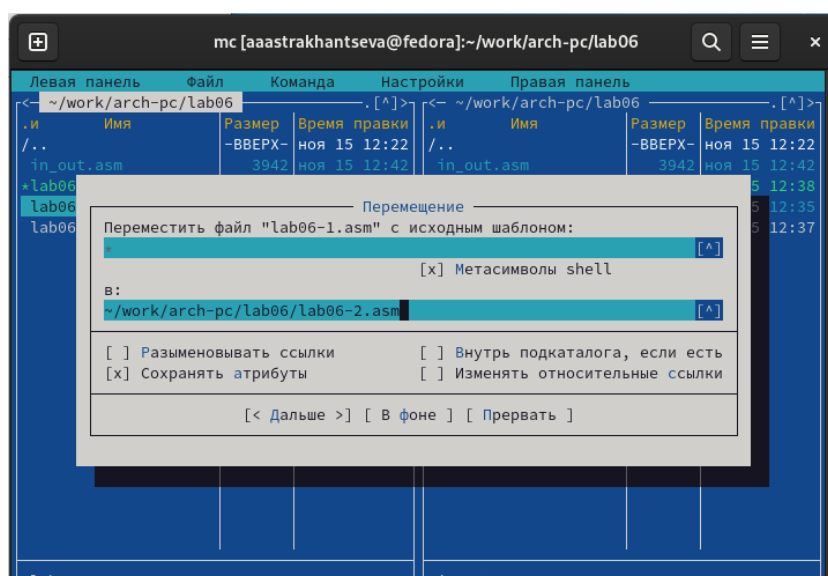 mc [aaastrakhantseva@fedora]:~/work/arch-pc/lab06
Левая панель Файл Команда Настройки Правая панель
<— ~/work/arch-pc/lab06 .[^]> <— ~/work/arch-pc/lab06 .[^]>
.и Имя Размер Время правки .и Имя Размер Время правки
/.. -ВВЕРХ- ноя 15 12:22 /.. -ВВЕРХ- ноя 15 12:22
in_out.asm 3942 ноя 15 12:42 in_out.asm 3942 ноя 15 12:42
*lab06 5 12:38
lab06 5 12:35
lab06 5 12:37
Перемещение
Переместить файл "lab06-1.asm" с исходным шаблоном:
* [^]
[x] Метасимволы shell
в:
~/work/arch-pc/lab06/lab06-2.asm [^]
[ ] Разыменовывать ссылки [ ] Внутрь подкаталога, если есть
[x] Сохранять атрибуты [ ] Изменять относительные ссылки
[< Дальше >] [ В фоне ] [ Прервать ]